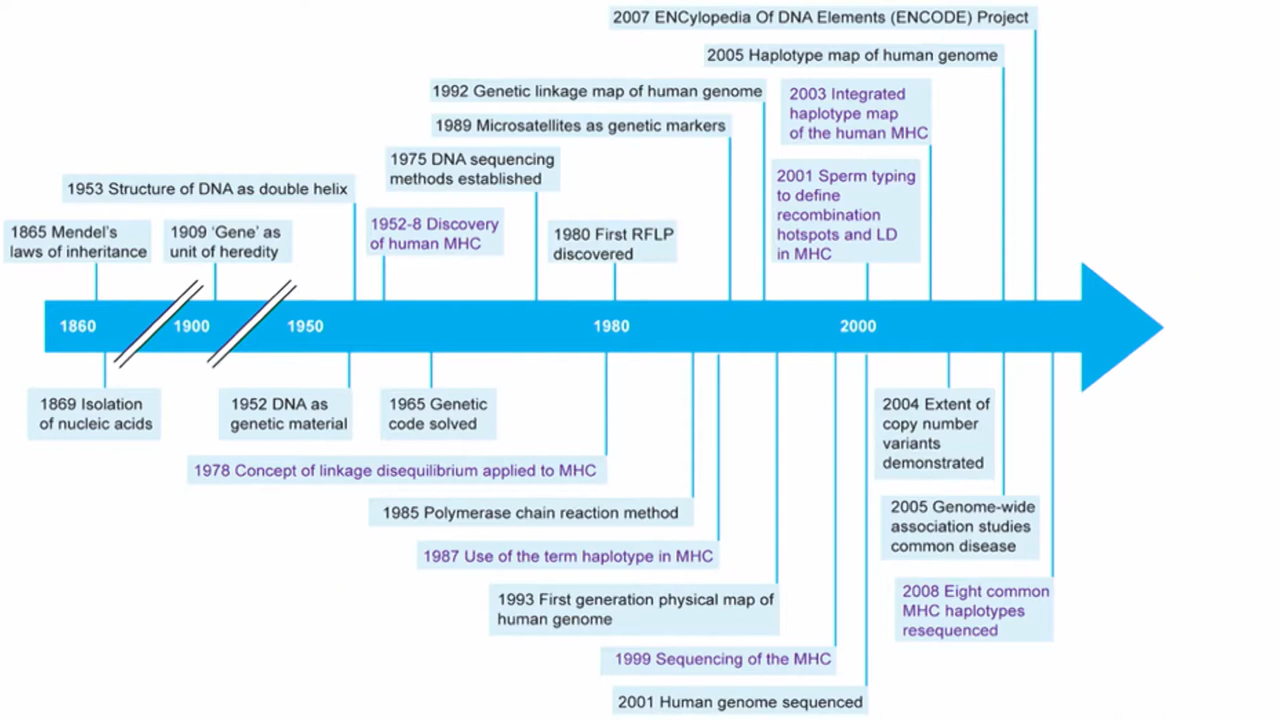 2007 ENCylopedia Of DNA Elements (ENCODE) Project
2005 Haplotype map of human genome
1992 Genetic linkage map of human genome
2003 Integrated
haplotype map
of the human MHC
1989 Microsatellites as genetic markers
1975 DNA sequencing
methods established
2001 Sperm typing
to define
recombination
hotspots and LD
in MHC
1953 Structure of DNA as double helix
1865 Mendel's
laws of inheritance
1909 'Gene' as
unit of heredity
1952-8 Discovery
of human MHC
1980 First RFLP
discovered
1860
1900
1950
1980
2000
1869 Isolation
of nucleic acids
1952 DNA as
genetic material
1965 Genetic
code solved
2004 Extent of
copy number
variants
demonstrated
1978 Concept of linkage disequilibrium applied to MHC
1985 Polymerase chain reaction method
2005 Genome-wide
association studies
common disease
1987 Use of the term haplotype in MHC
1993 First generation physical map of
human genome
2008 Eight common
MHC haplotypes
resequenced
1999 Sequencing of the MHC
2001 Human genome sequenced